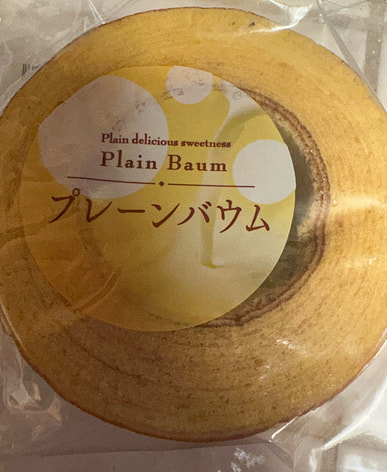 Plain delicious sweetness
Plain Baum
プレーンバウム